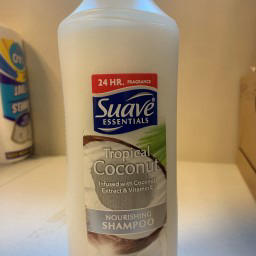 24 HR. FRAGRANCE
Suave
ESSENTIALS
Tropical
Coconut
Infused with Coconut
Extract & Vitamin E
NOURISHING
SHAMPOO